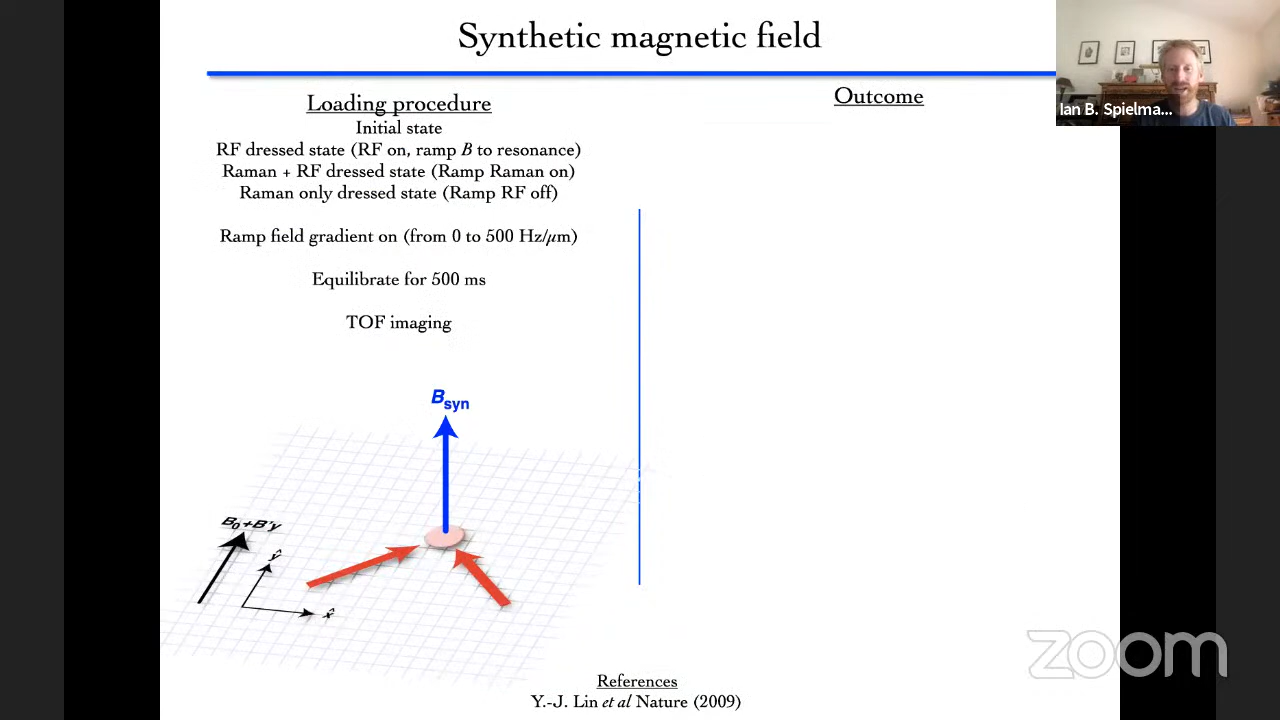 Synthetic magnetic field
Loading procedure
Initial state
RF dressed state (RF on, ramp B to resonance)
Raman + RF dressed state (Ramp Raman on)
Raman only dressed state (Ramp RF off)
Ramp field gradient on (from 0 to 500 Hz/μm)
Equilibrate for 500 ms
TOF imaging
Outcome
Ian B. Spielma...
Bsyn
B0+B'y
ŷ
x̂
zoom
References
Y.-J. Lin et al Nature (2009)